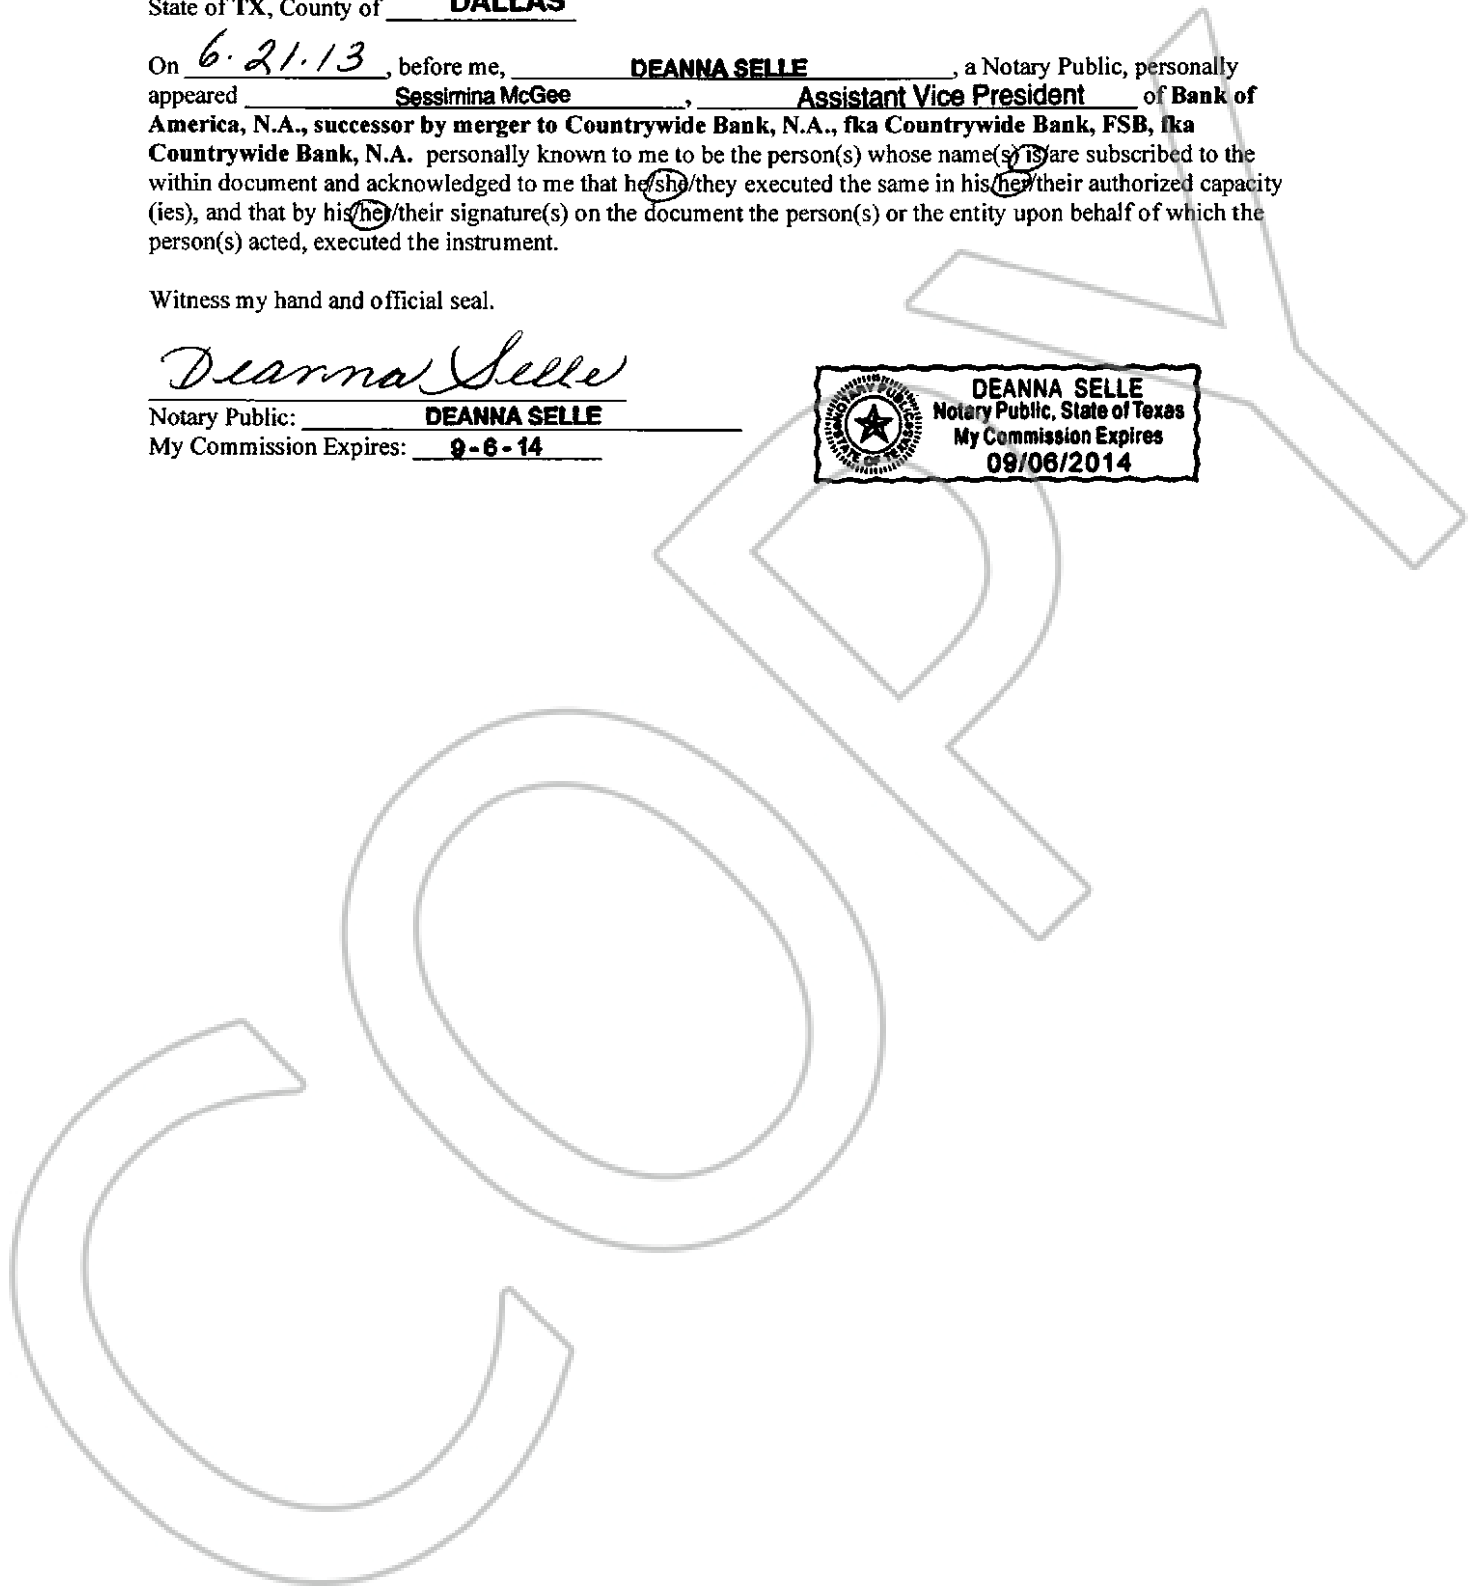 State of TX, County of DALLAS
On 6.21.13, before me, DEANNA SELLE, a Notary Public, personally
appeared Sessimina McGee, Assistant Vice President of Bank of
America, N.A., successor by merger to Countrywide Bank, N.A., fka Countrywide Bank, FSB, fka
Countrywide Bank, N.A. personally known to me to be the person(s) whose name(s) is/are subscribed to the
within document and acknowledged to me that he/she/they executed the same in his/her/their authorized capacity
(ies), and that by his/her/their signature(s) on the document the person(s) or the entity upon behalf of which the
person(s) acted, executed the instrument.
Witness my hand and official seal.
Deanna Selle
Notary Public: DEANNA SELLE
My Commission Expires: 9-6-14
NOTARY PUBLIC
STATE OF TEXAS
DEANNA SELLE
Notary Public, State of Texas
My Commission Expires
09/06/2014
COPY